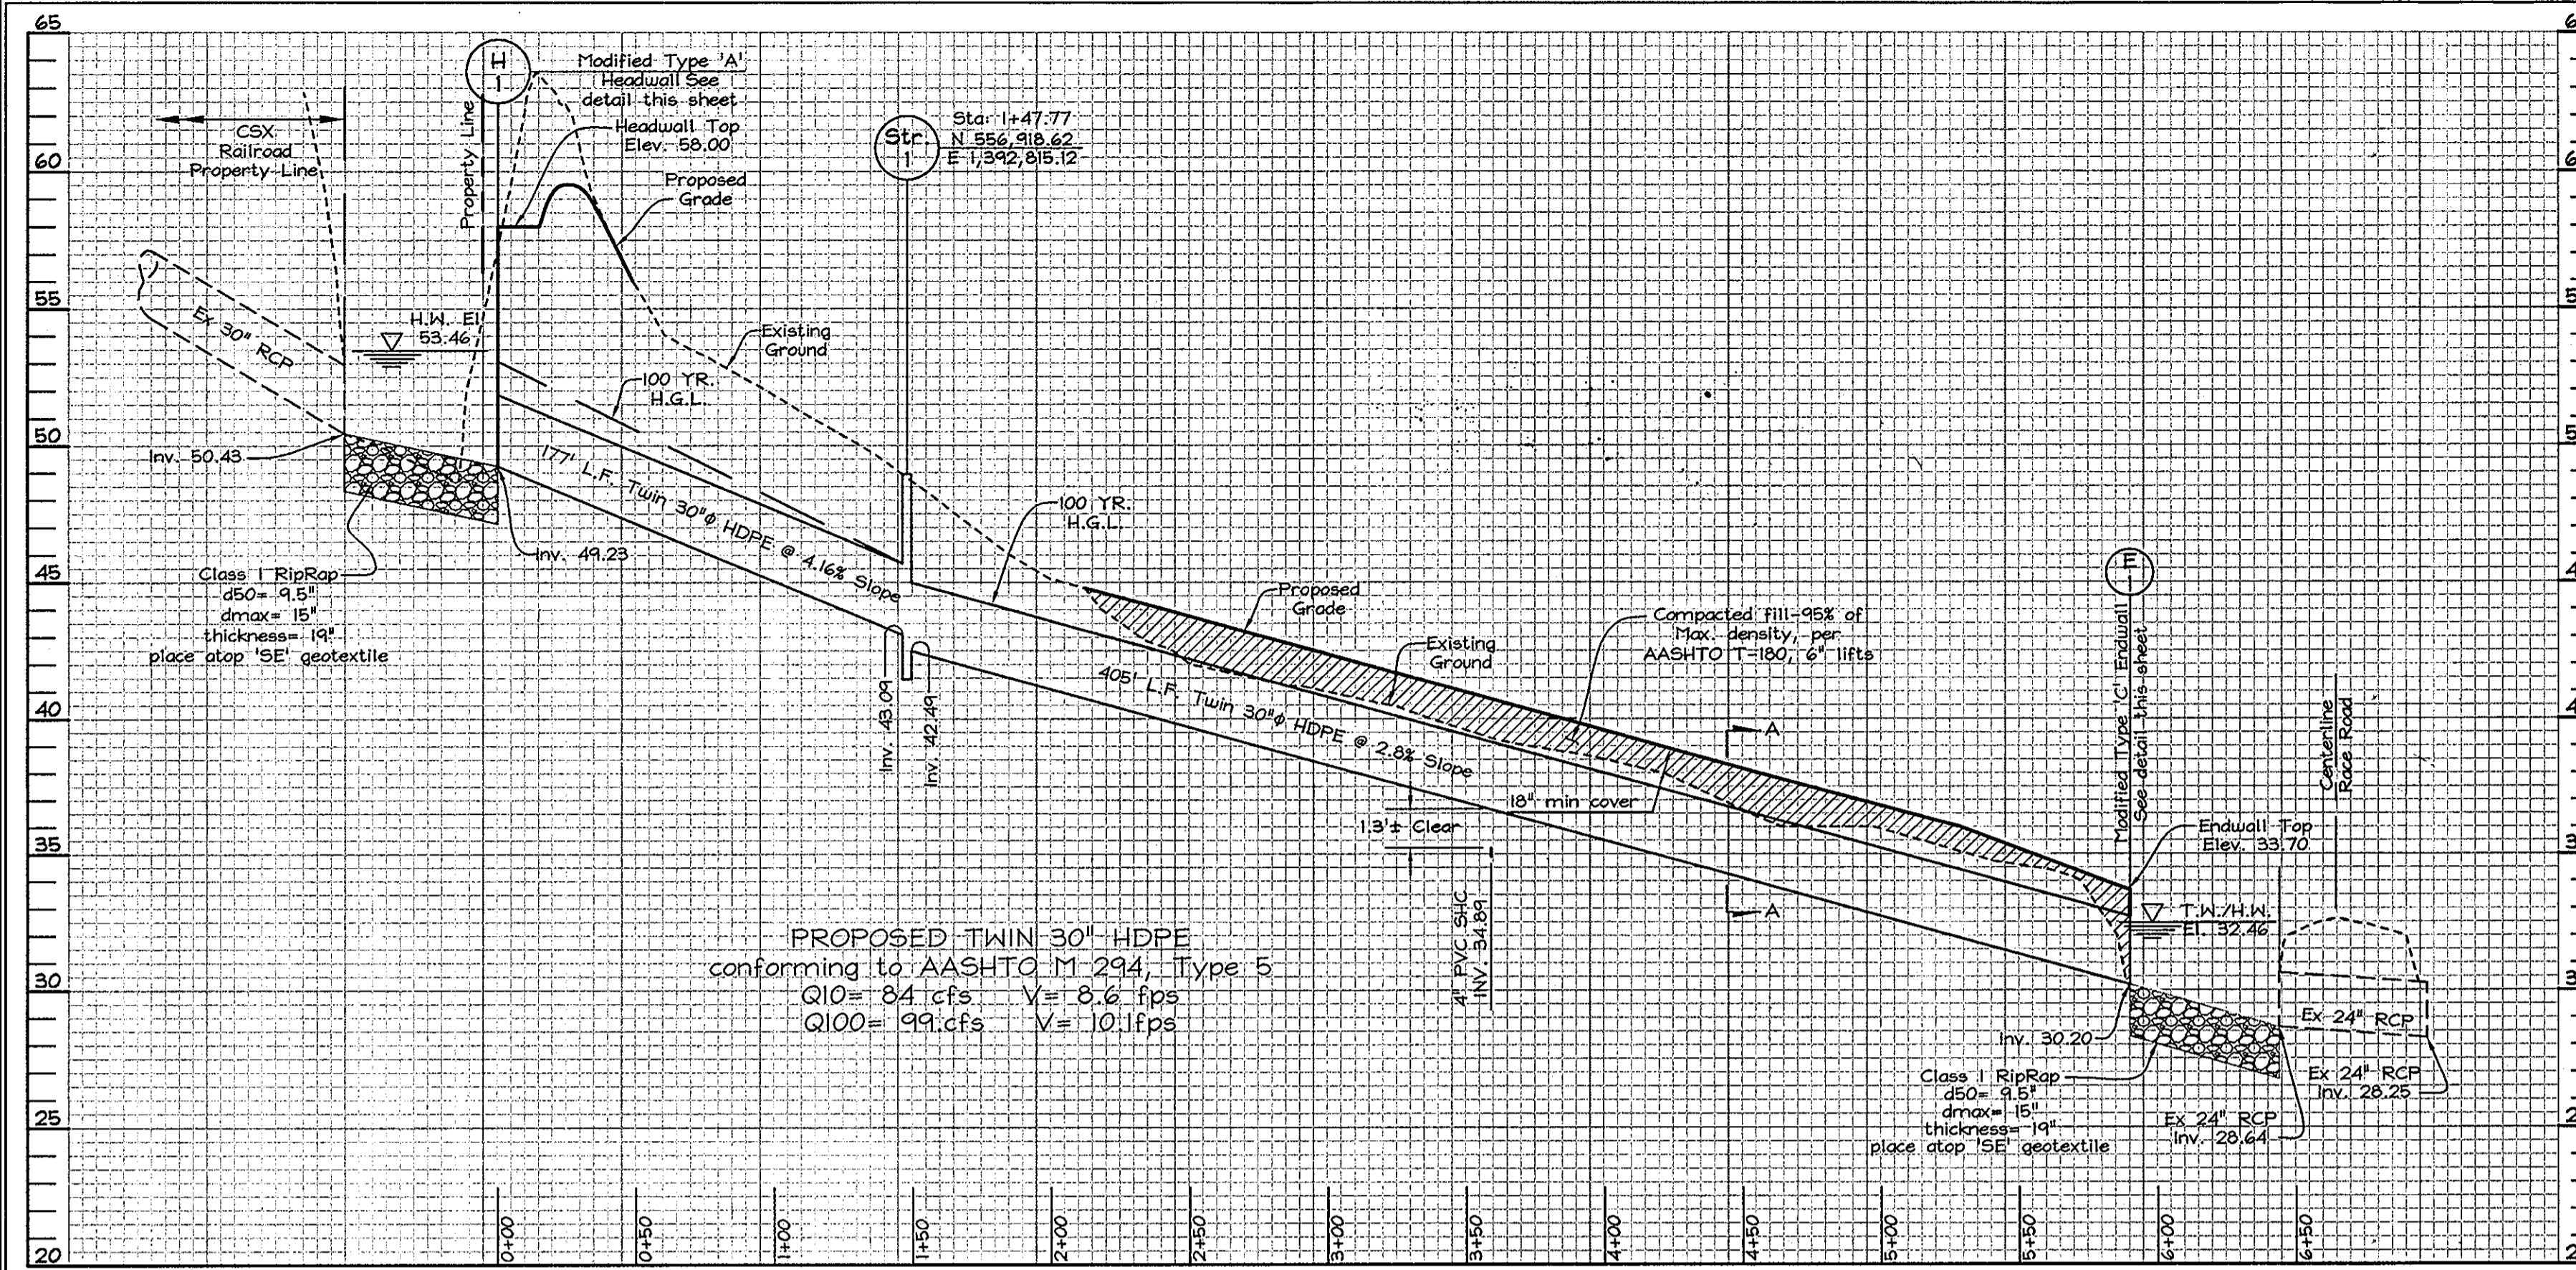 65
60
55
50
45
40
35
30
25
20
H
1
Modified Type 'A'
Headwall See
detail this sheet
Headwall Top
Elev. 58.00
Property Line
CSX
Railroad
Property Line
Proposed
Grade
Str.
1
Sta: 1+47.77
N 556,918.62
E 1,392,815.12
Ex 30" RCP
H.W. El
53.46
Existing
Ground
100 YR.
H.G.L.
Inv. 50.43
Inv. 49.23
177' L.F. Twin 30"φ HDPE @ 4.16% Slope
Class 1 RipRap
d50= 9.5"
dmax= 15"
thickness= 19"
place atop 'SE' geotextile
100 YR.
H.G.L.
Inv. 43.09
Inv. 42.49
Proposed
Grade
Existing
Ground
Compacted fill-95% of
Max. density, per
AASHTO T-180, 6" lifts
405' L.F. Twin 30"φ HDPE @ 2.8% Slope
A
A
18" min cover
1.3'± Clear
4" PVC SHC
INV. 34.89
PROPOSED TWIN 30" HDPE
conforming to AASHTO M 294, Type 5
Q10= 84 cfs V= 8.6 fps
Q100= 99.cfs V= 10.1fps
E
Modified Type 'C' Endwall
See detail this sheet
Centerline
Race Road
Endwall Top
Elev. 33.70
T.W./H.W.
El. 32.46
Inv. 30.20
Ex 24" RCP
Class 1 RipRap
d50= 9.5"
dmax= 15"
thickness= 19"
place atop 'SE' geotextile
Ex 24" RCP
Inv. 28.25
Ex 24" RCP
Inv. 28.64
0+00
0+50
1+00
1+50
2+00
2+50
3+00
3+50
4+00
4+50
5+00
5+50
6+00
6+50